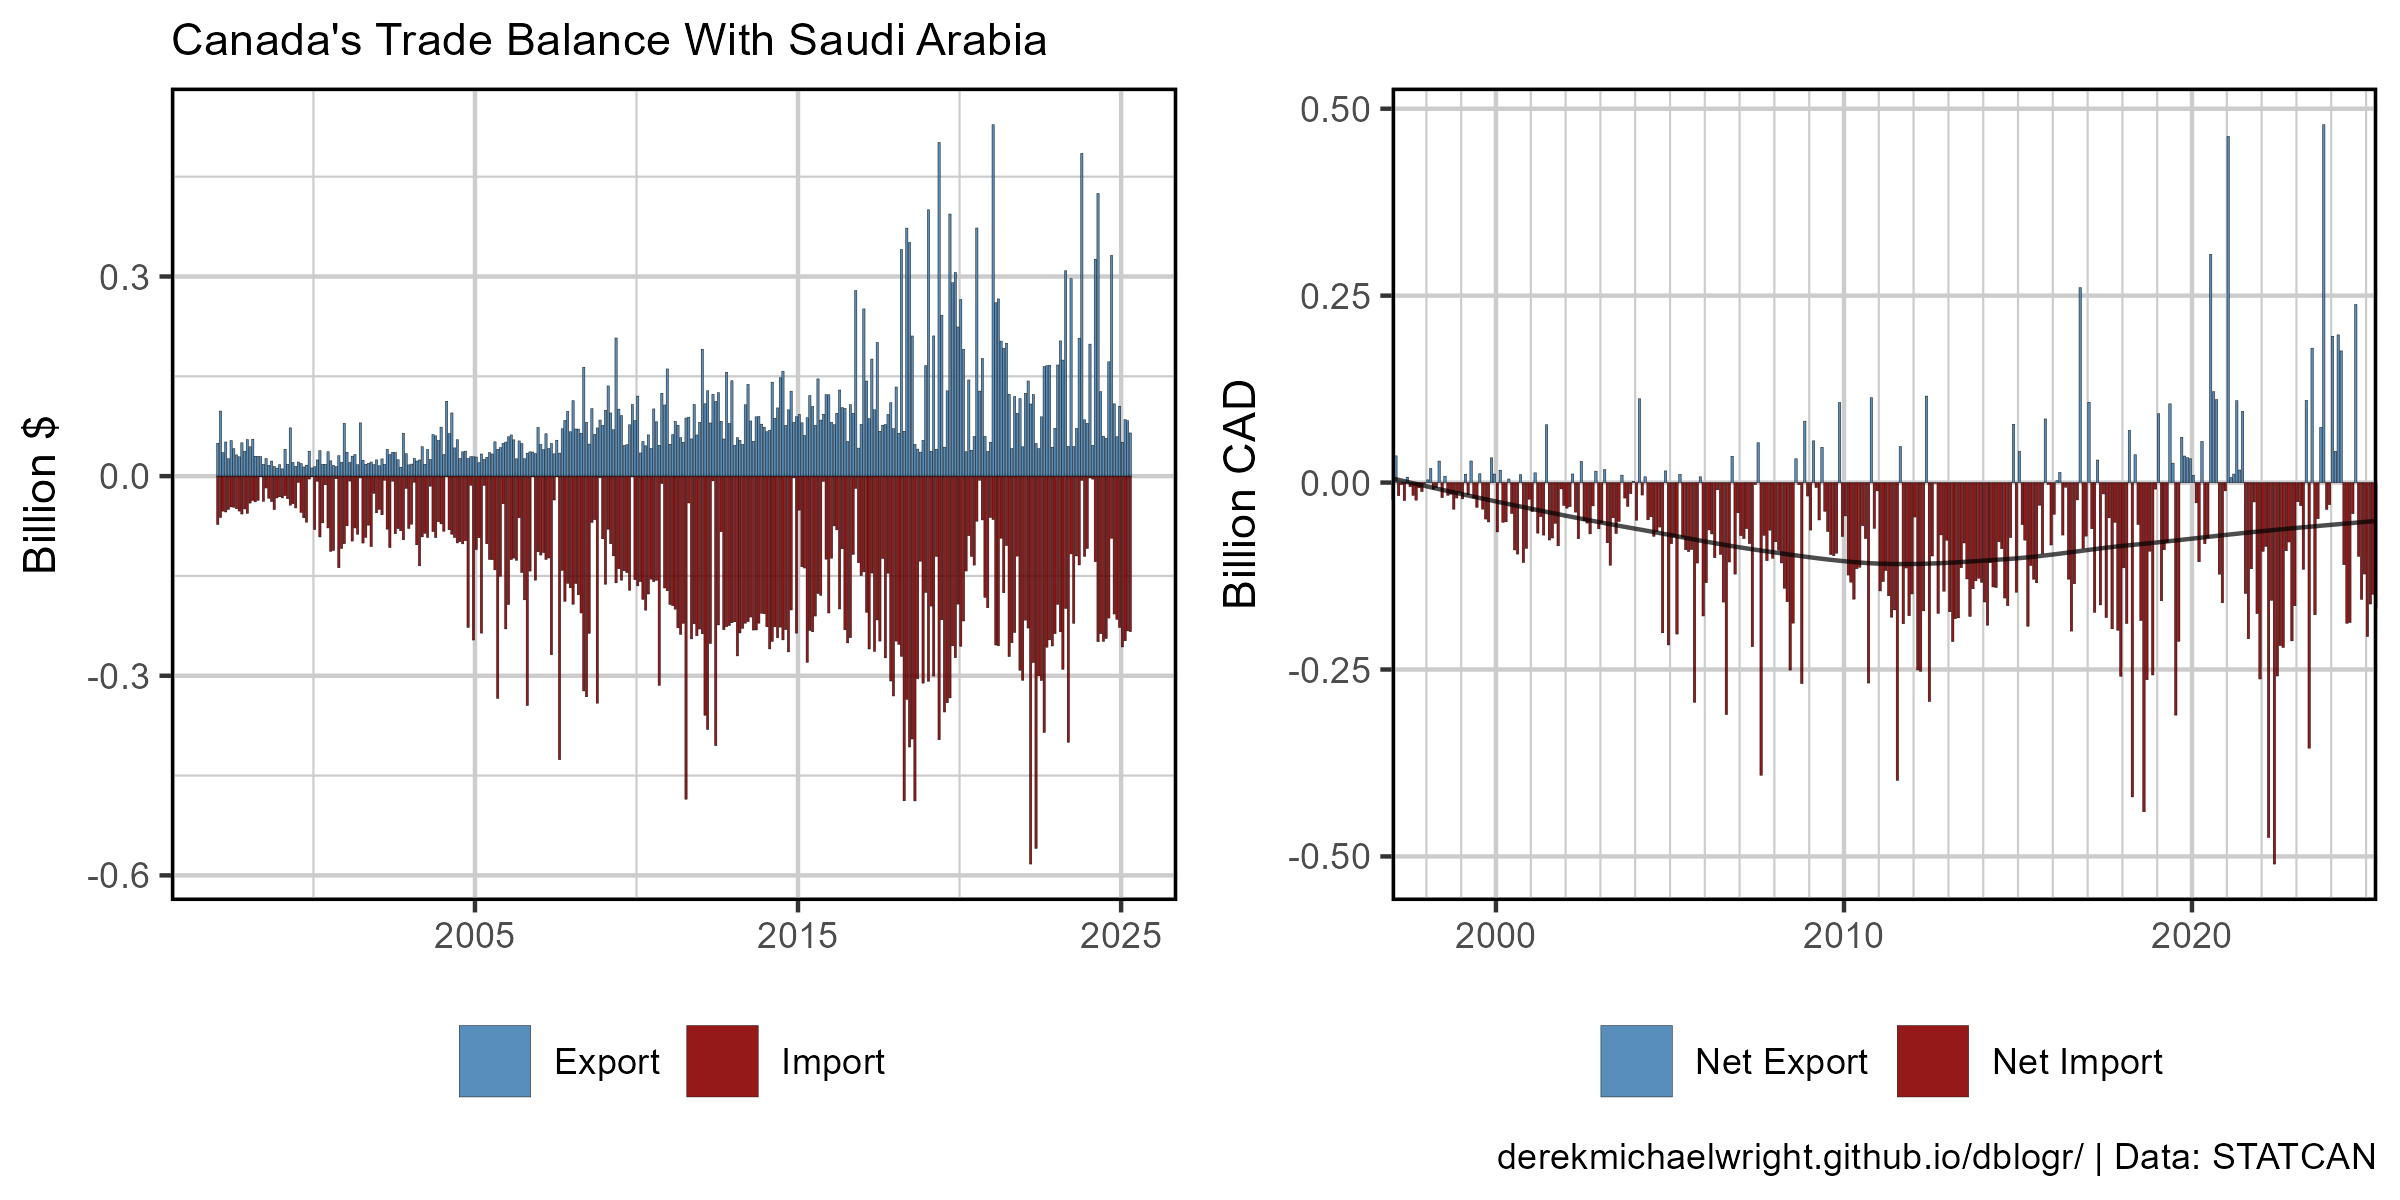 Canada's Trade Balance With Saudi Arabia
Billion $
0.3
0.0
-0.3
-0.6
2005
2015
2025
Export
Import
Billion CAD
0.50
0.25
0.00
-0.25
-0.50
2000
2010
2020
Net Export
Net Import
derekmichaelwright.github.io/dblogr/ | Data: STATCAN